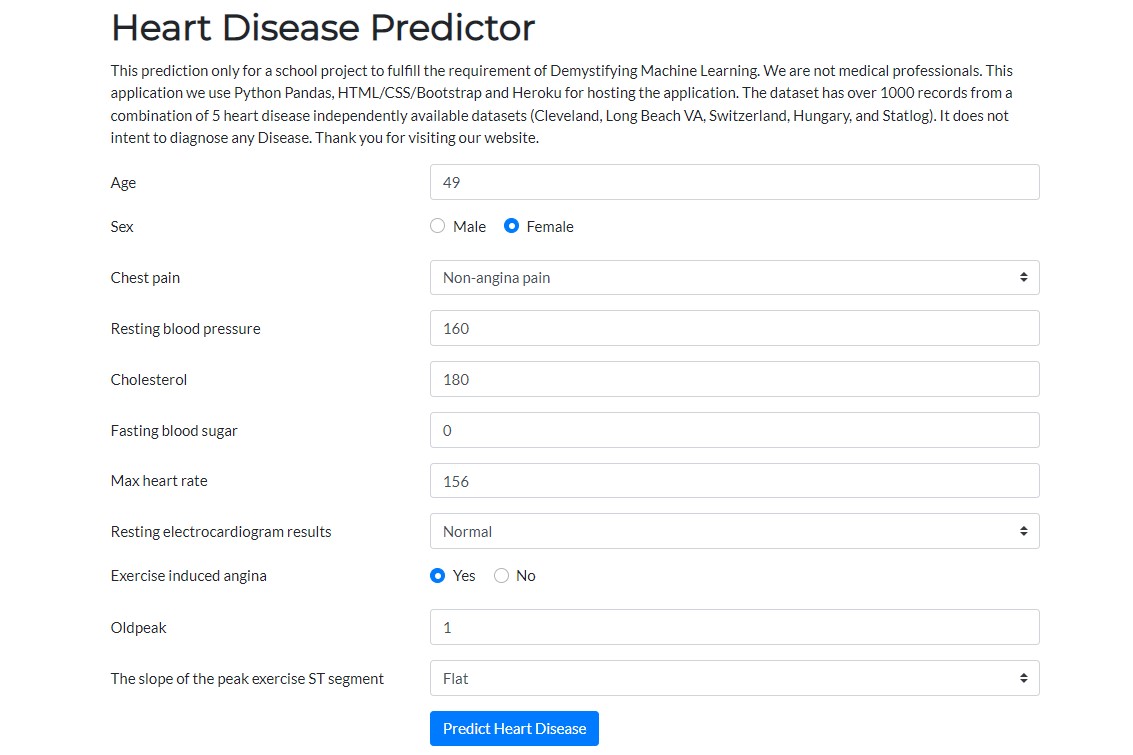 Heart Disease Predictor
This prediction only for a school project to fulfill the requirement of Demystifying Machine Learning. We are not medical professionals. This
application we use Python Pandas, HTML/CSS/Bootstrap and Heroku for hosting the application. The dataset has over 1000 records from a
combination of 5 heart disease independently available datasets (Cleveland, Long Beach VA, Switzerland, Hungary, and Statlog). It does not
intent to diagnose any Disease. Thank you for visiting our website.
Age 49
Sex Male Female
Chest pain Non-angina pain
Resting blood pressure 160
Cholesterol 180
Fasting blood sugar 0
Max heart rate 156
Resting electrocardiogram results Normal
Exercise induced angina Yes No
Oldpeak 1
The slope of the peak exercise ST segment Flat
Predict Heart Disease